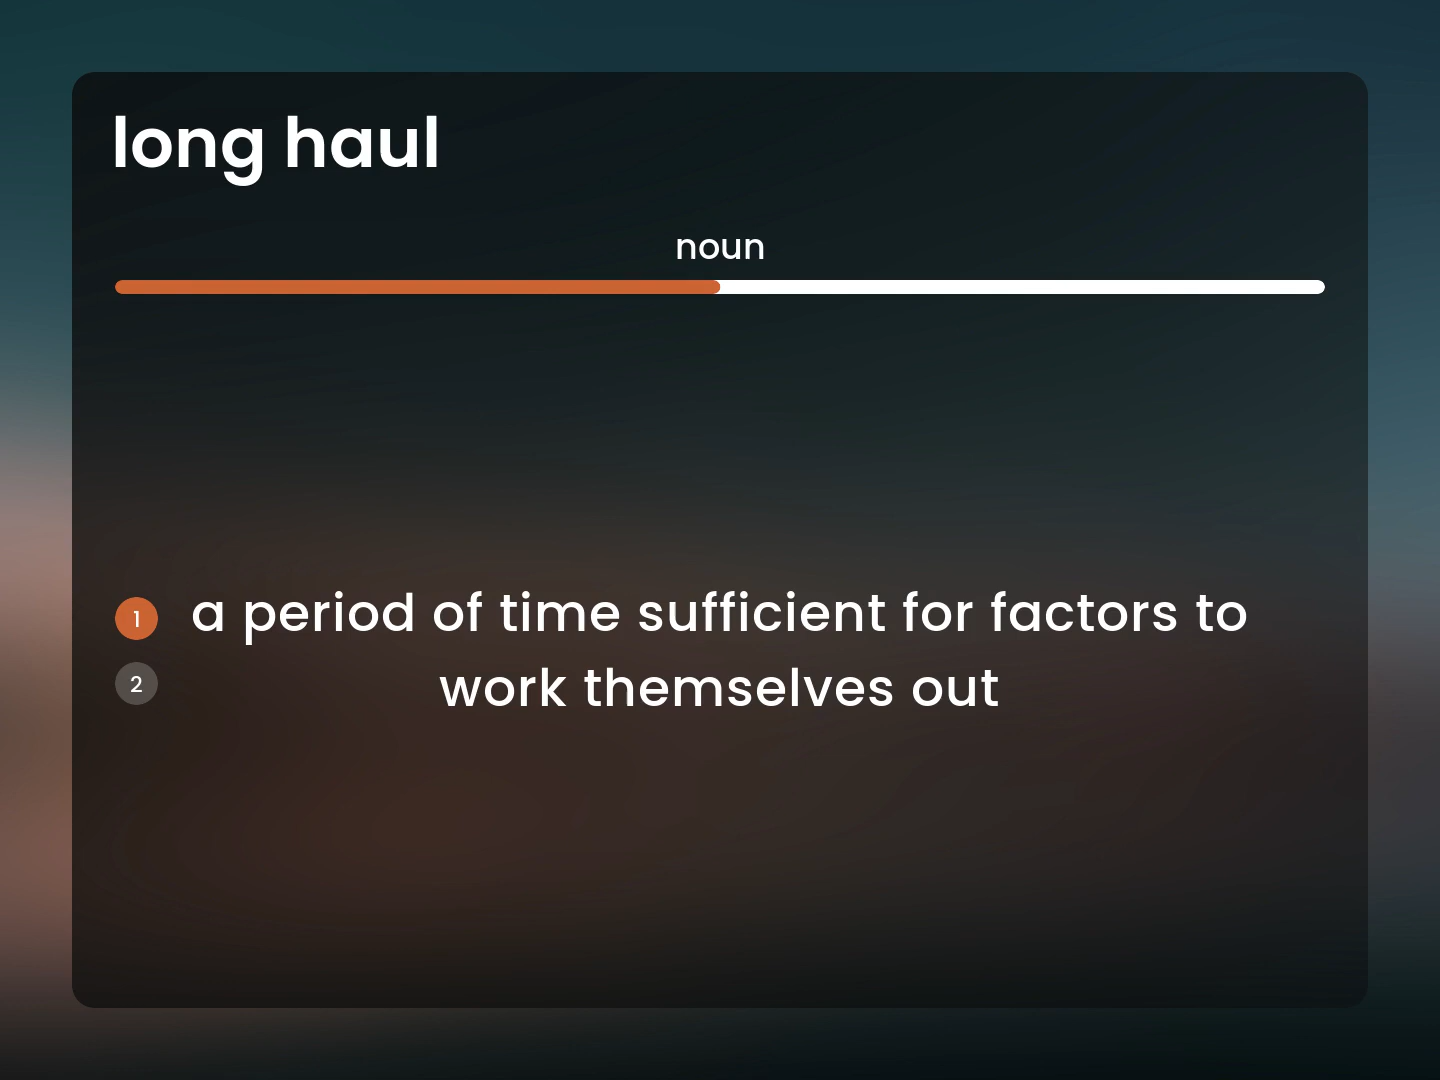 long haul
noun
1 a period of time sufficient for factors to
2 work themselves out